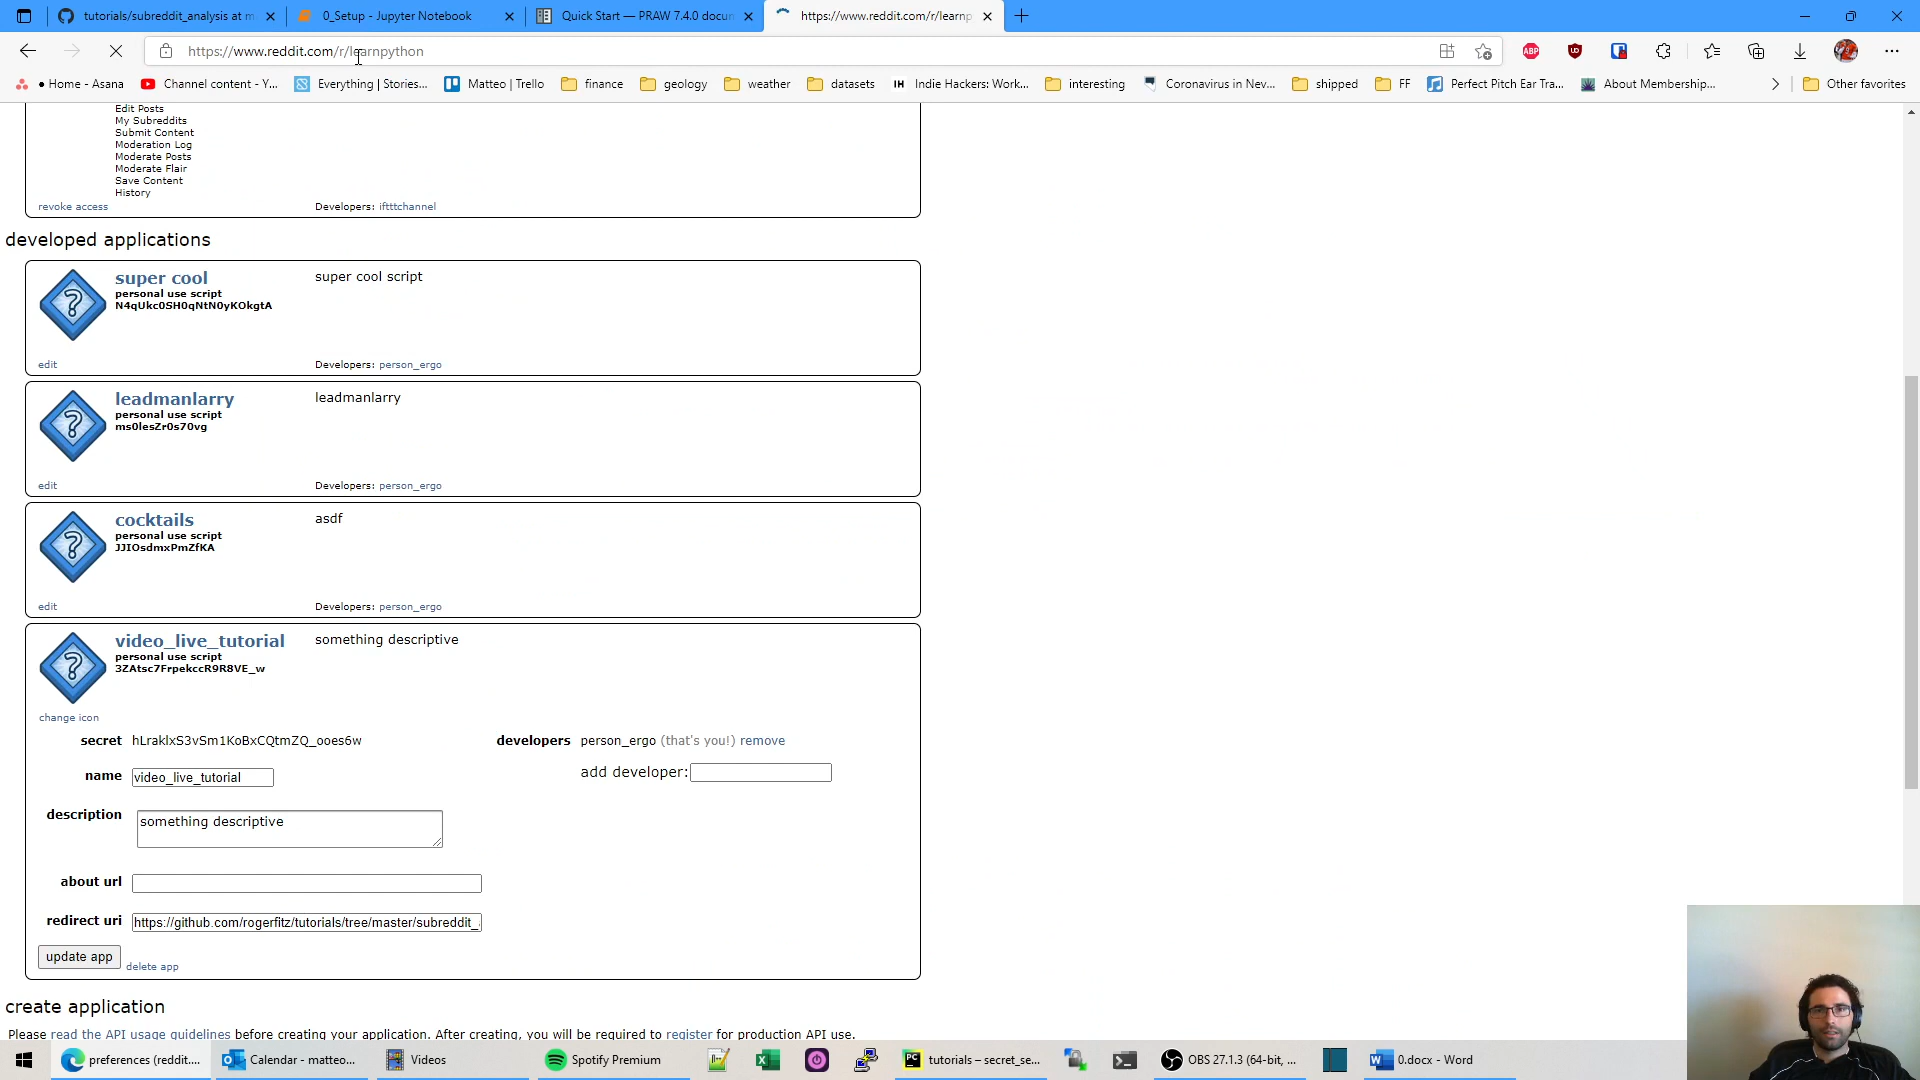 tutorials/subreddit_analysis at m
0_Setup - Jupyter Notebook
Quick Start — PRAW 7.4.0 docum
https://www.reddit.com/r/learnp
https://www.reddit.com/r/learnpython
• Home - Asana
Channel content - Y...
Everything | Stories...
Matteo | Trello
finance
geology
weather
datasets
IH Indie Hackers: Work...
interesting
Coronavirus in Nev...
shipped
FF
Perfect Pitch Ear Tra...
About Membership...
Other favorites
Edit Posts
My Subreddits
Submit Content
Moderation Log
Moderate Posts
Moderate Flair
Save Content
History
revoke access
Developers: iftttchannel
developed applications
super cool
super cool script
personal use script
N4qUkc0SH0qNtN0yKOkgtA
edit
Developers: person_ergo
leadmanlarry
leadmanlarry
personal use script
ms0lesZr0s70vg
edit
Developers: person_ergo
cocktails
asdf
personal use script
JJIOsdmxPmZfKA
edit
Developers: person_ergo
video_live_tutorial
something descriptive
personal use script
3ZAtsc7FrpekccR9R8VE_w
change icon
secret hLraklxS3vSm1KoBxCQtmZQ_ooes6w
developers person_ergo (that's you!) remove
name video_live_tutorial
add developer:
description something descriptive
about url
redirect uri https://github.com/rogerfitz/tutorials/tree/master/subreddit_
update app
delete app
create application
Please read the API usage guidelines before creating your application. After creating, you will be required to register for production API use.
preferences (reddit....
Calendar - matteo...
Videos
Spotify Premium
tutorials – secret_se...
OBS 27.1.3 (64-bit, ...
0.docx - Word